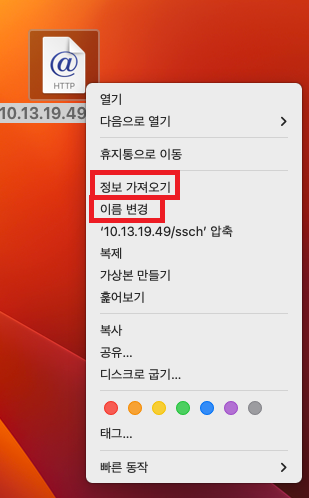 @
HTTP
10.13.19.49
열기
다음으로 열기
휴지통으로 이동
정보 가져오기
이름 변경
‘10.13.19.49/ssch’ 압축
복제
가상본 만들기
훑어보기
복사
공유...
디스크로 굽기...
태그...
빠른 동작